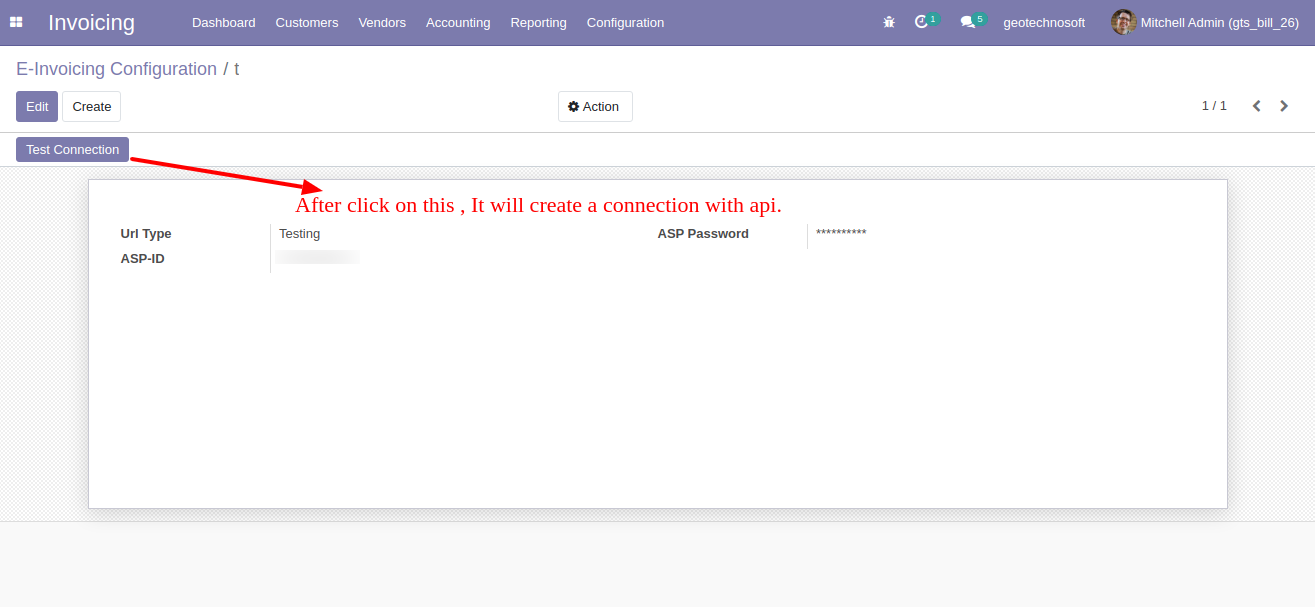 Invoicing Dashboard Customers Vendors Accounting Reporting Configuration 1 5 geotechnosoft Mitchell Admin (gts_bill_26)
E-Invoicing Configuration / t
Edit Create Action 1 / 1
Test Connection
After click on this , It will create a connection with api.
Url Type Testing ASP Password **********
ASP-ID